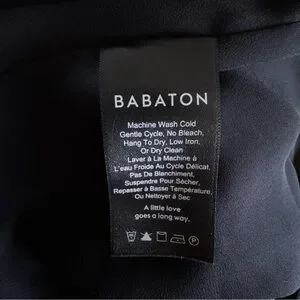 BABATON
Machine Wash Cold
Gentle Cycle, No Bleach,
Hang To Dry, Low Iron,
Or Dry Clean
Laver À La Machine à
L'eau Froide Au Cycle Délicat,
Pas De Blanchiment,
Suspendre Pour Sécher,
Repasser à Basse Température,
Ou Nettoyer à Sec
A little love
goes a long way.
P